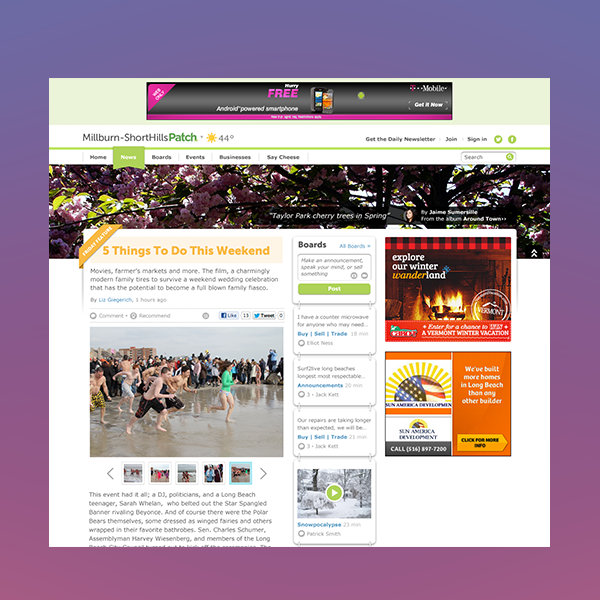 WEB ONLY
Hurry
FREE
Android™powered smartphone
T··Mobile·
Get it Now
Millburn-ShortHillsPatch
44°
Get the Daily Newsletter
Join
Sign in
Home
News
Boards
Events
Businesses
Say Cheese
Search
"Taylor Park cherry trees in Spring"
By Jaime Sumersille
From the album Around Town››
5 Things To Do This Weekend
Movies, farmer's markets and more. The film, a charmingly
modern family tires to survive a weekend wedding celebration
that has the potential to become a full blown family fiasco.
By Liz Giegerich, 1 hours ago
Comment
Recommend
Like
13
Tweet
0
This event had it all; a DJ, politicians, and a Long Beach
teenager, Sarah Whelan, who belted out the Star Spangled
Banner rivaling Beyonce. And of course there were the Polar
Bears themselves, some dressed as winged fairies and others
wrapped in their favorite bathrobes. Sen. Charles Schumer,
Assemblyman Harvey Wiesenberg, and members of the Long
Boards
All Boards »
Make an announcement,
speak your mind, or sell
something
Post
I have a counter microwave
for anyone who may need...
Buy | Sell | Trade 18 min
Elliot Ness
Surf2live long beaches
longest most respectable...
Announcements 20 min
3 - Jack Kett
Our repairs are taking longer
than expected, we will be...
Buy | Sell | Trade 21 min
3 - Jack Kett
Snowpocalypse 22 min
Patrick Smith
explore
our winter
wanderland
VERMONT
Enter for a chance to WIN
A VERMONT WINTER VACATION
SUN AMERICA DEVELOPMENT
SUN AMERICA
DEVELOPMENT
CALL (516) 897-7200
We've built
more homes
in Long Beach
than any
other builder
CLICK FOR MORE
INFO